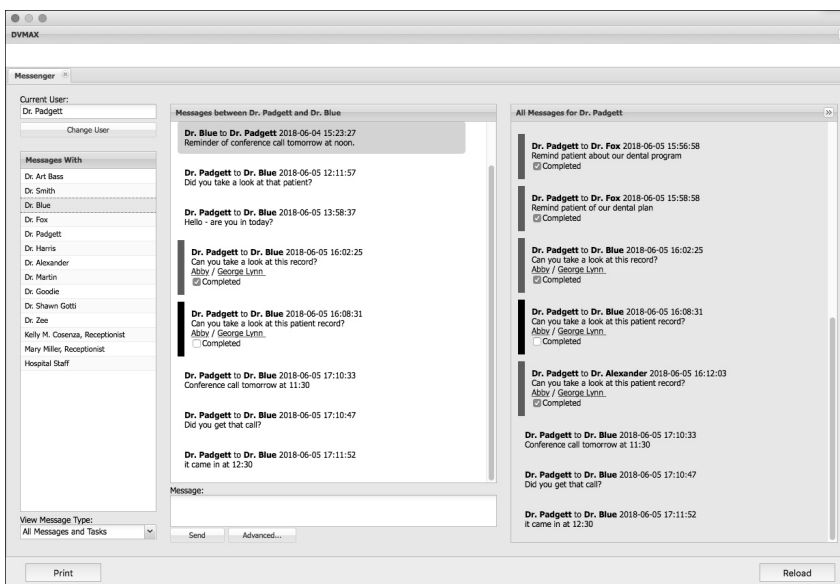 DVMAX
Messenger
Current User:
Dr. Padgett
Change User
Messages With
Dr. Art Bass
Dr. Smith
Dr. Blue
Dr. Fox
Dr. Padgett
Dr. Harris
Dr. Alexander
Dr. Martin
Dr. Goodie
Dr. Shawn Gotti
Dr. Zee
Kelly M. Cosenza, Receptionist
Mary Miller, Receptionist
Hospital Staff
View Message Type:
All Messages and Tasks
Messages between Dr. Padgett and Dr. Blue
Dr. Blue to Dr. Padgett 2018-06-04 15:23:27
Reminder of conference call tomorrow at noon.
Dr. Padgett to Dr. Blue 2018-06-05 12:11:57
Did you take a look at that patient?
Dr. Padgett to Dr. Blue 2018-06-05 13:58:37
Hello - are you in today?
Dr. Padgett to Dr. Blue 2018-06-05 16:02:25
Can you take a look at this record?
Abby / George Lynn
Completed
Dr. Padgett to Dr. Blue 2018-06-05 16:08:31
Can you take a look at this patient record?
Abby / George Lynn
Completed
Dr. Padgett to Dr. Blue 2018-06-05 17:10:33
Conference call tomorrow at 11:30
Dr. Padgett to Dr. Blue 2018-06-05 17:10:47
Did you get that call?
Dr. Padgett to Dr. Blue 2018-06-05 17:11:52
it came in at 12:30
Message:
Send
Advanced...
All Messages for Dr. Padgett
Dr. Padgett to Dr. Fox 2018-06-05 15:56:58
Remind patient about our dental program
Completed
Dr. Padgett to Dr. Fox 2018-06-05 15:58:58
Remind patient of our dental plan
Completed
Dr. Padgett to Dr. Blue 2018-06-05 16:02:25
Can you take a look at this record?
Abby / George Lynn
Completed
Dr. Padgett to Dr. Blue 2018-06-05 16:08:31
Can you take a look at this patient record?
Abby / George Lynn
Completed
Dr. Padgett to Dr. Alexander 2018-06-05 16:12:03
Can you take a look at this patient record?
Abby / George Lynn
Completed
Dr. Padgett to Dr. Blue 2018-06-05 17:10:33
Conference call tomorrow at 11:30
Dr. Padgett to Dr. Blue 2018-06-05 17:10:47
Did you get that call?
Dr. Padgett to Dr. Blue 2018-06-05 17:11:52
it came in at 12:30
Print
Reload